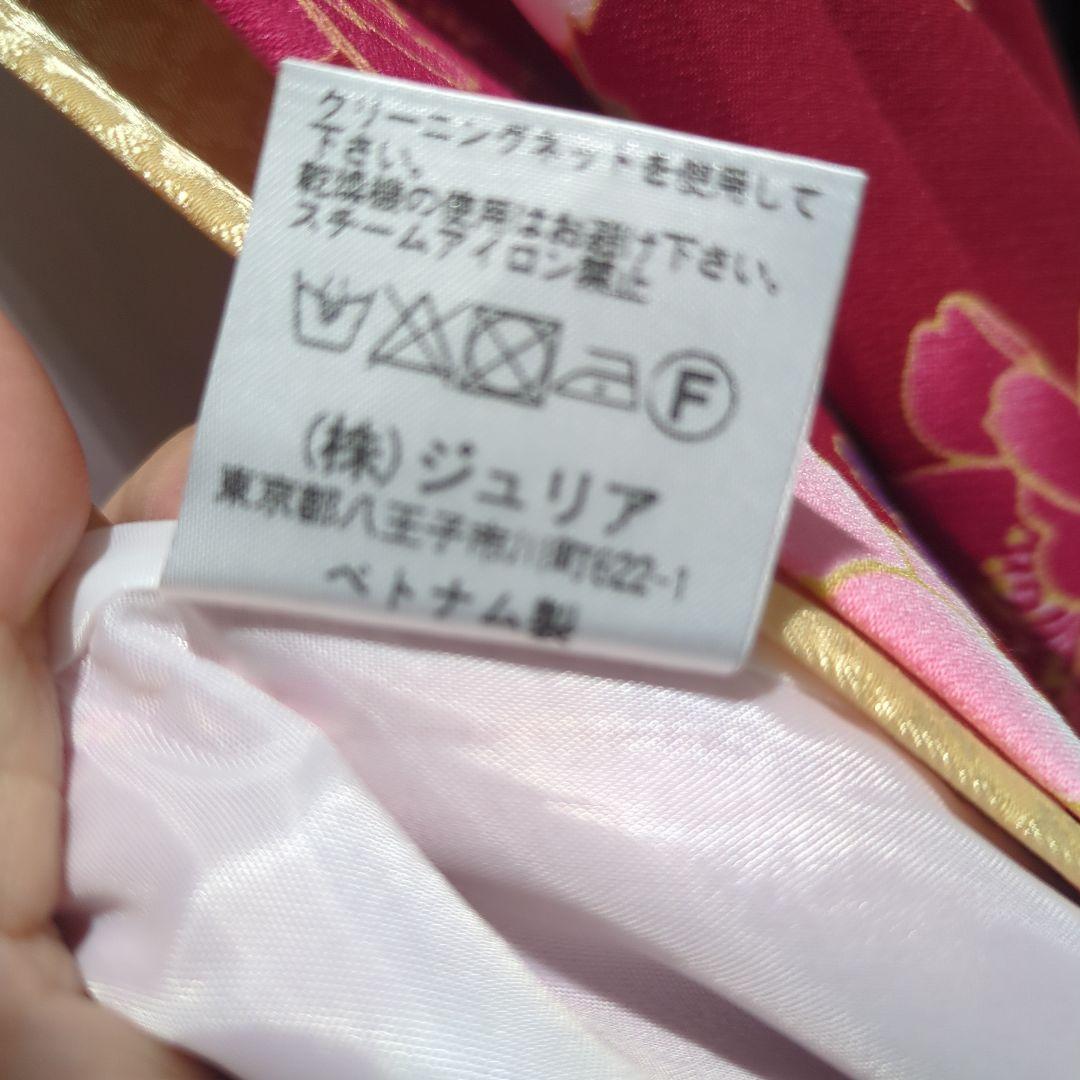 クリーニングネットを使用して
下さい。
乾燥機の使用はお避け下さい。
スチームアイロン禁止
F
(株)ジュリア
東京都八王子市川町622-1
ベトナム製